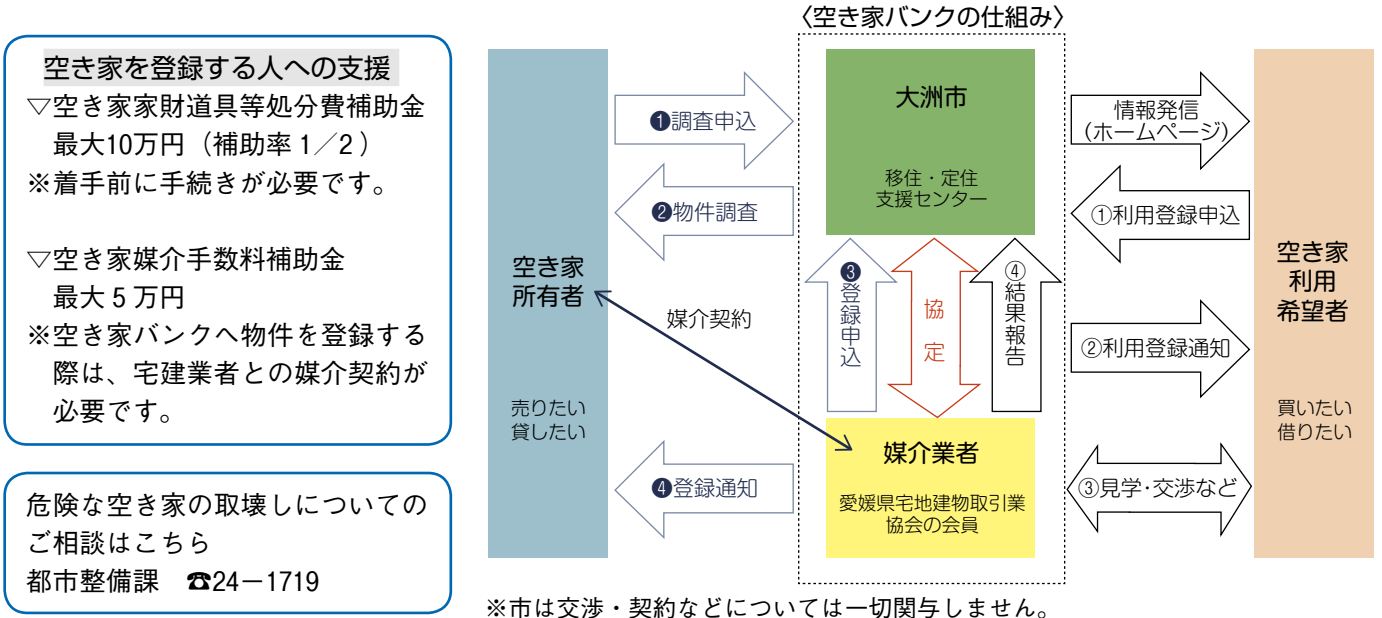 空き家を登録する人への支援
▽空き家家財道具等処分費補助金
最大10万円（補助率1／2）
※着手前に手続きが必要です。
▽空き家媒介手数料補助金
最大5万円
※空き家バンクへ物件を登録する
際は、宅建業者との媒介契約が
必要です。
危険な空き家の取壊しについての
ご相談はこちら
都市整備課　☎24－1719
〈空き家バンクの仕組み〉
空き家
所有者
売りたい
貸したい
❶調査申込
❷物件調査
媒介契約
❹登録通知
大洲市
移住・定住
支援センター
❸登録申込
協定
④結果報告
媒介業者
愛媛県宅地建物取引業
協会の会員
情報発信
（ホームページ）
①利用登録申込
②利用登録通知
③見学・交渉など
空き家
利用
希望者
買いたい
借りたい
※市は交渉・契約などについては一切関与しません。